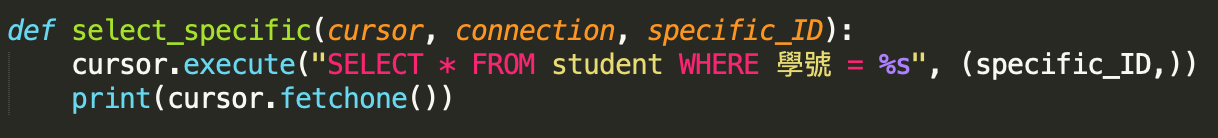 def select_specific(cursor, connection, specific_ID):
    cursor.execute("SELECT * FROM student WHERE 學號 = %s", (specific_ID,))
    print(cursor.fetchone())